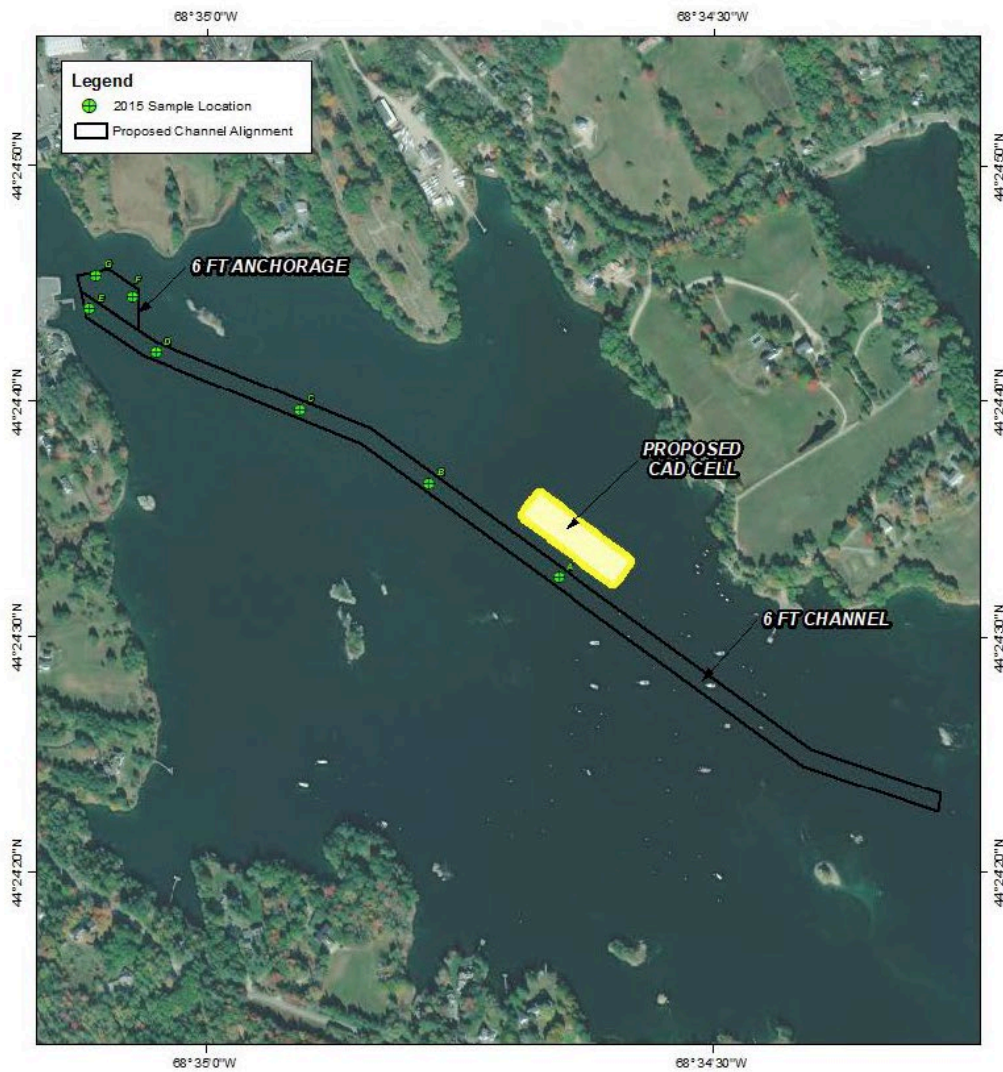 68°35'0"W
68°34'30"W
Legend
2015 Sample Location
Proposed Channel Alignment
44°24'50"N
44°24'50"N
6 FT ANCHORAGE
G
F
E
D
44°24'40"N
44°24'40"N
C
PROPOSED
CAD CELL
B
A
6 FT CHANNEL
44°24'30"N
44°24'30"N
44°24'20"N
44°24'20"N
68°35'0"W
68°34'30"W